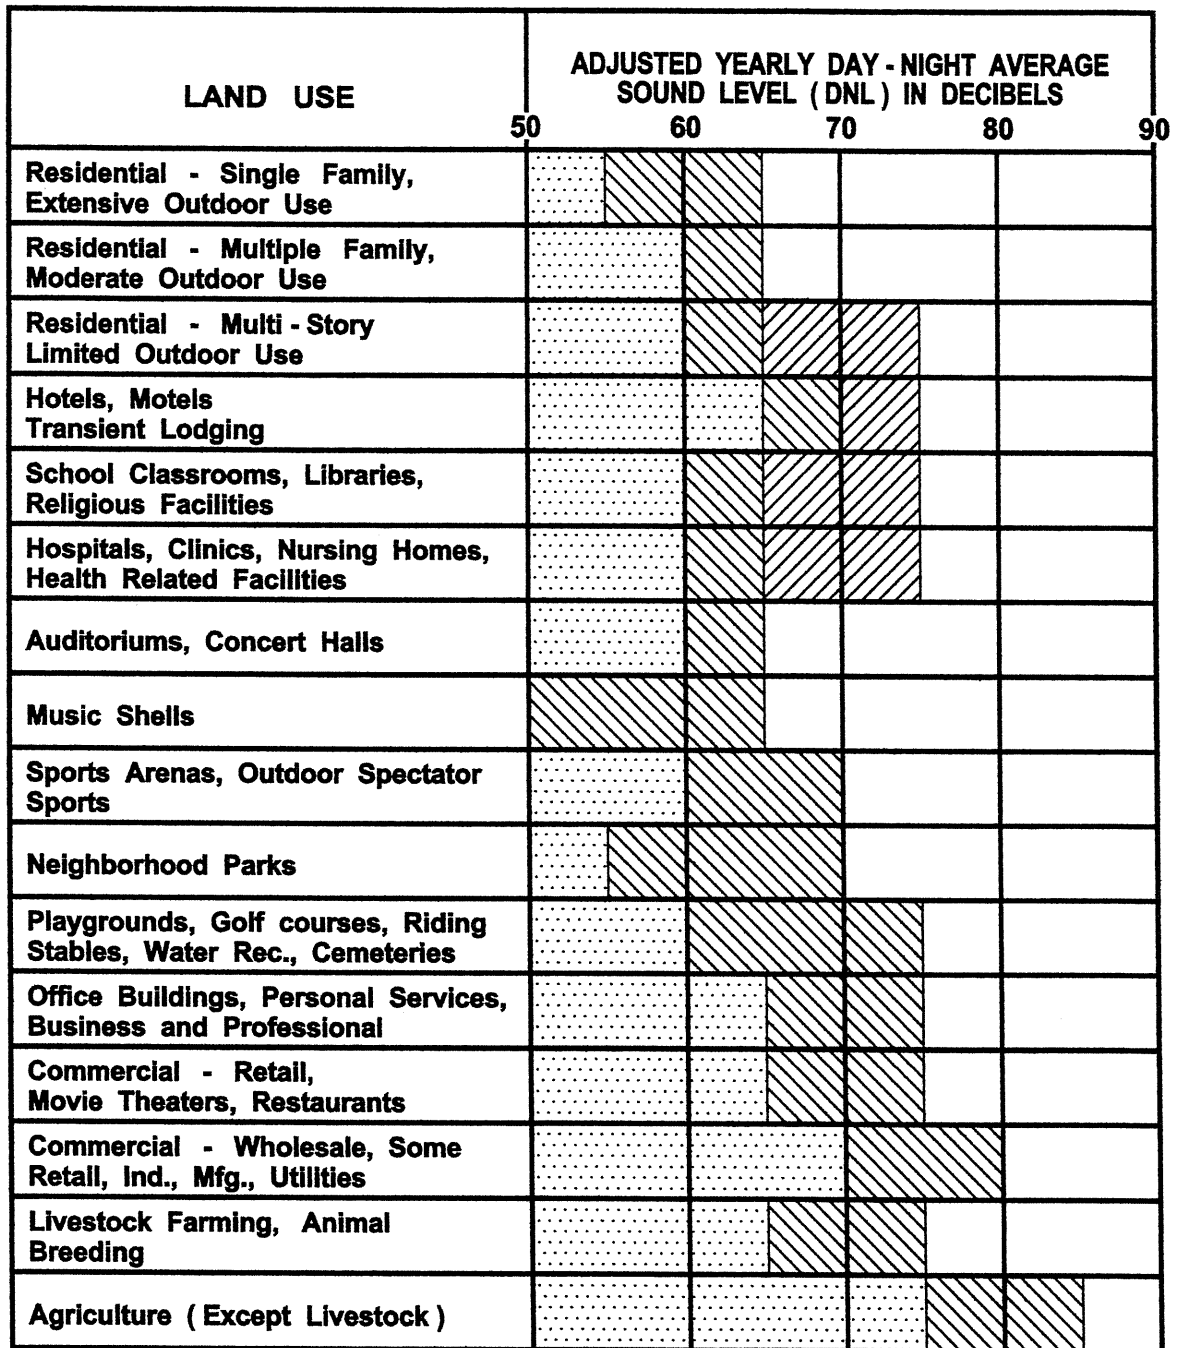 LAND USE
ADJUSTED YEARLY DAY - NIGHT AVERAGE
SOUND LEVEL ( DNL ) IN DECIBELS
50 60 70 80 90
Residential - Single Family,
Extensive Outdoor Use
Residential - Multiple Family,
Moderate Outdoor Use
Residential - Multi - Story
Limited Outdoor Use
Hotels, Motels
Transient Lodging
School Classrooms, Libraries,
Religious Facilities
Hospitals, Clinics, Nursing Homes,
Health Related Facilities
Auditoriums, Concert Halls
Music Shells
Sports Arenas, Outdoor Spectator
Sports
Neighborhood Parks
Playgrounds, Golf courses, Riding
Stables, Water Rec., Cemeteries
Office Buildings, Personal Services,
Business and Professional
Commercial - Retail,
Movie Theaters, Restaurants
Commercial - Wholesale, Some
Retail, Ind., Mfg., Utilities
Livestock Farming, Animal
Breeding
Agriculture ( Except Livestock )